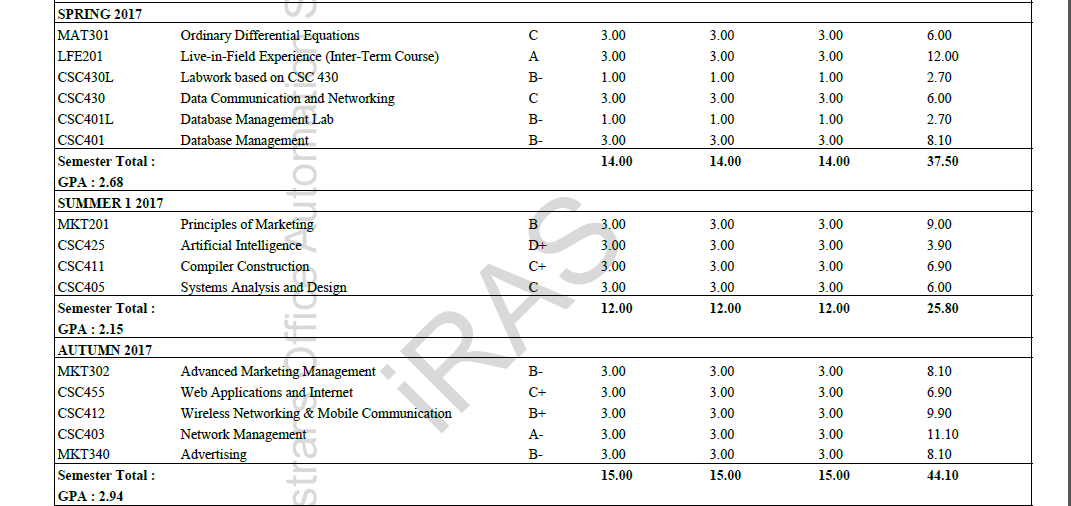 SPRING 2017
MAT301 Ordinary Differential Equations C 3.00 3.00 3.00 6.00
LFE201 Live-in-Field Experience (Inter-Term Course) A 3.00 3.00 3.00 12.00
CSC430L Labwork based on CSC 430 B- 1.00 1.00 1.00 2.70
CSC430 Data Communication and Networking C 3.00 3.00 3.00 6.00
CSC401L Database Management Lab B- 1.00 1.00 1.00 2.70
CSC401 Database Management B- 3.00 3.00 3.00 8.10
Semester Total : 14.00 14.00 14.00 37.50
GPA : 2.68
SUMMER 1 2017
MKT201 Principles of Marketing B 3.00 3.00 3.00 9.00
CSC425 Artificial Intelligence D+ 3.00 3.00 3.00 3.90
CSC411 Compiler Construction C+ 3.00 3.00 3.00 6.90
CSC405 Systems Analysis and Design C 3.00 3.00 3.00 6.00
Semester Total : 12.00 12.00 12.00 25.80
GPA : 2.15
AUTUMN 2017
MKT302 Advanced Marketing Management B- 3.00 3.00 3.00 8.10
CSC455 Web Applications and Internet C+ 3.00 3.00 3.00 6.90
CSC412 Wireless Networking & Mobile Communication B+ 3.00 3.00 3.00 9.90
CSC403 Network Management A- 3.00 3.00 3.00 11.10
MKT340 Advertising B- 3.00 3.00 3.00 8.10
Semester Total : 15.00 15.00 15.00 44.10
GPA : 2.94
iRAS
Office Automation